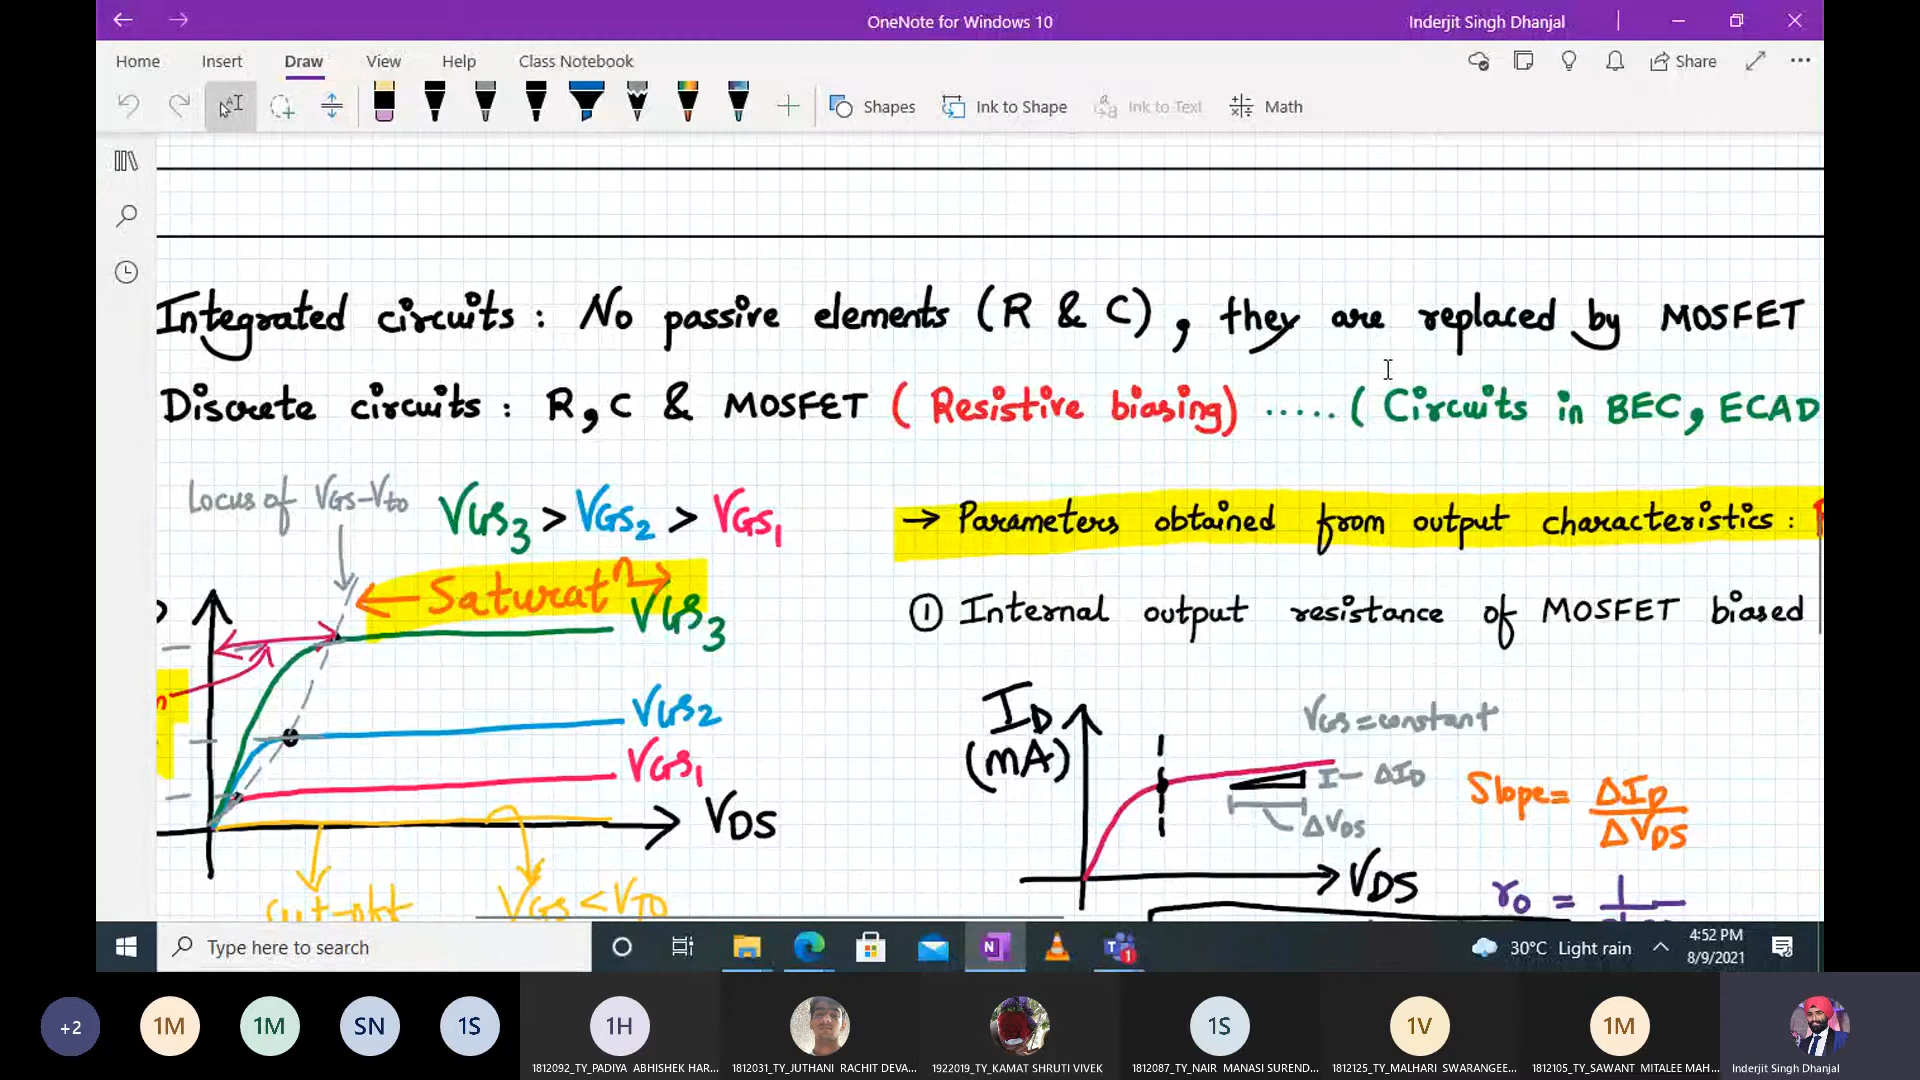 OneNote for Windows 10
Inderjit Singh Dhanjal
Home Insert Draw View Help Class Notebook
Share
Shapes Ink to Shape Ink to Text Math
Integrated circuits : No passive elements (R & C), they are replaced by MOSFET
Discrete circuits : R, C & MOSFET (Resistive biasing) ..... (Circuits in BEC, ECAD
Locus of VGS-Vto
VGS3 > VGS2 > VGS1
→ Parameters obtained from output characteristics :
← Saturatn →
VGS3
① Internal output resistance of MOSFET biased
VGS2
VGS1
VDS
cut-off
VGS < VTO
ID
(mA)
VGS = constant
ΔID
ΔVDS
Slope = ΔID
ΔVDS
VDS
ro = 1
Type here to search
N
1
30°C Light rain
4:52 PM
8/9/2021
+2
1M
1M
SN
1S
1H
1S
1V
1M
1812092_TY_PADIYA ABHISHEK HAR...
1812031_TY_JUTHANI RACHIT DEVA...
1922019_TY_KAMAT SHRUTI VIVEK
1812087_TY_NAIR MANASI SUREND...
1812125_TY_MALHARI SWARANGEE...
1812105_TY_SAWANT MITALEE MAH...
Inderjit Singh Dhanjal